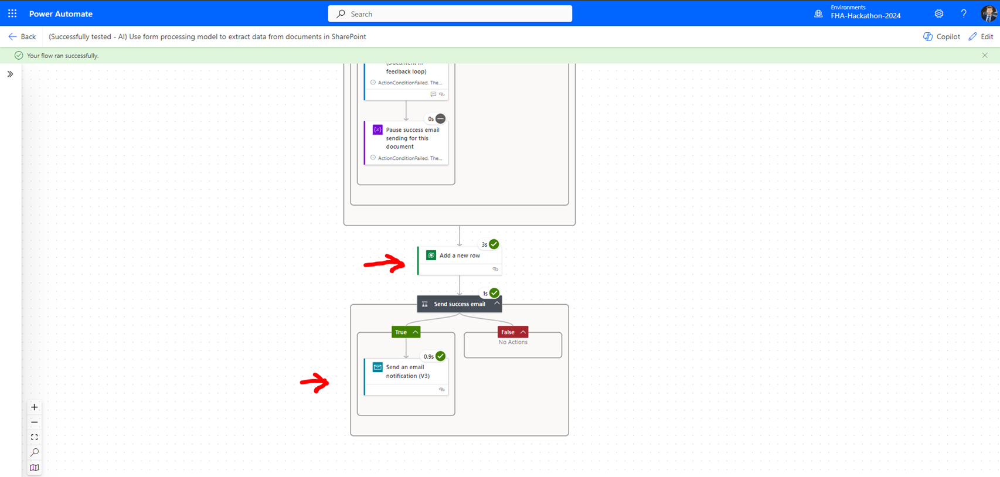 Power Automate
Search
Environments
FHA-Hackathon-2024
Back
(Successfully tested - AI) Use form processing model to extract data from documents in SharePoint
Copilot
Edit
Your flow ran successfully.
(Document in
feedback loop)
ActionConditionFailed. The...
0s
Pause success email
sending for this
document
ActionConditionFailed. The...
3s
Add a new row
1s
Send success email
True
False
No Actions
0.9s
Send an email
notification (V3)